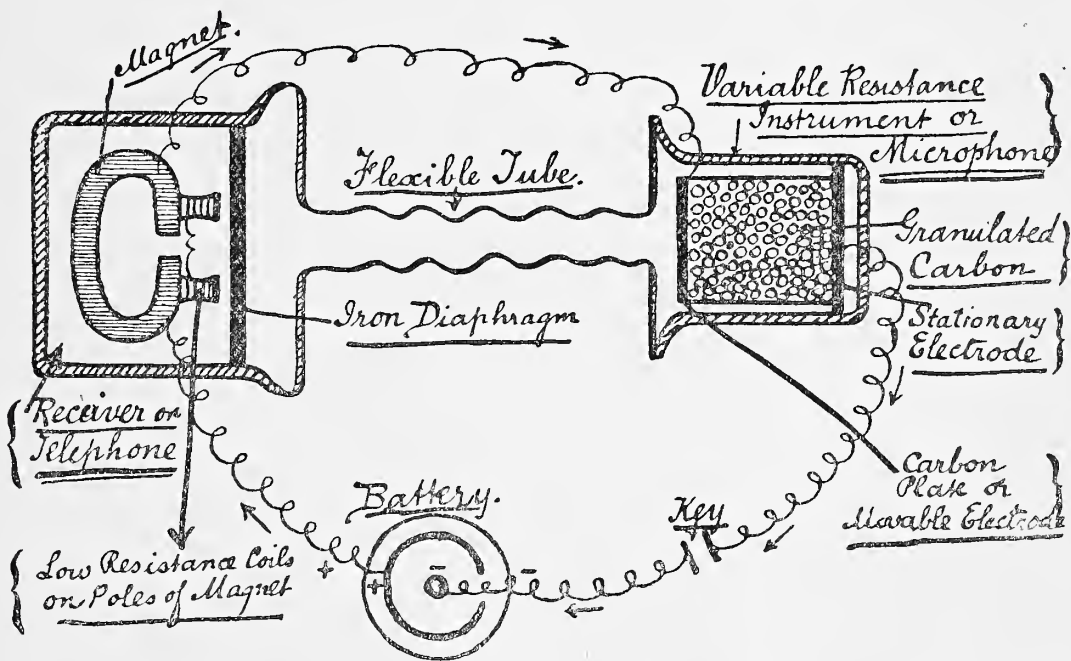 Magnet.
Variable Resistance
Instrument or
Microphone
Flexible Tube.
Granulated
Carbon
Iron Diaphragm
Stationary
Electrode
Receiver or
Telephone
Carbon
Plate or
Movable Electrode
Battery.
Key
Low Resistance Coils
on Poles of Magnet
+
+
-
-